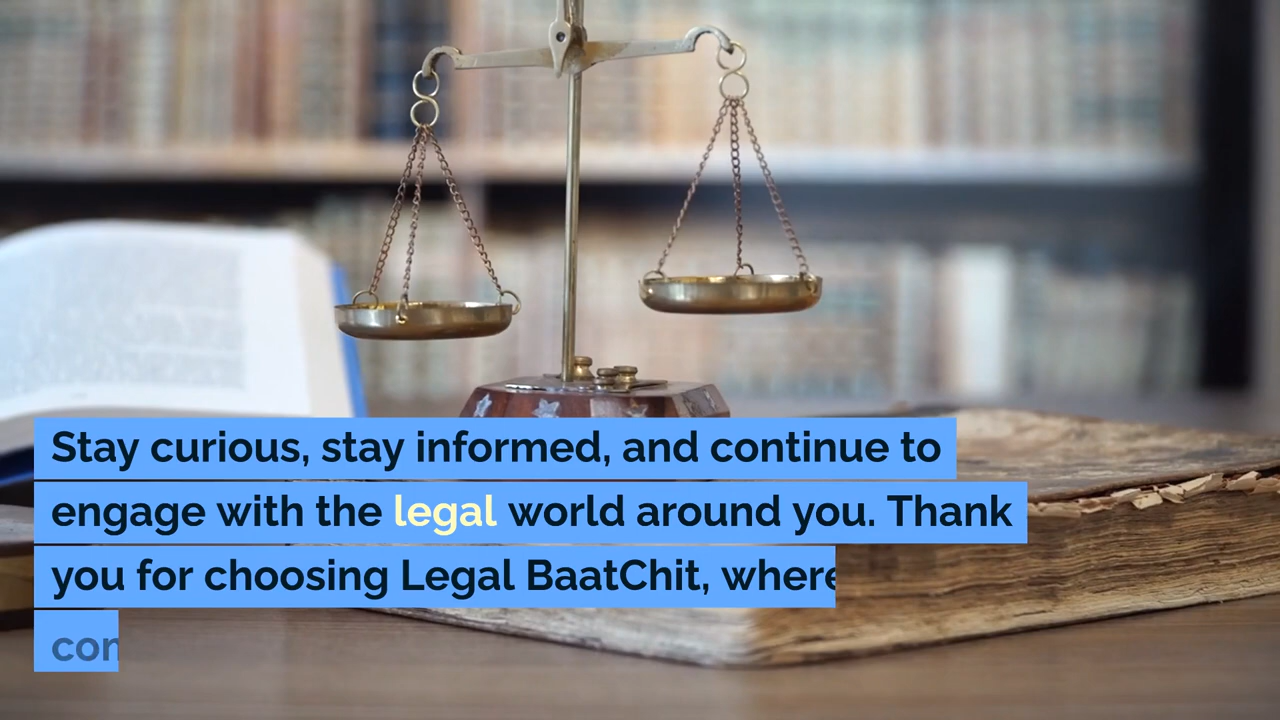 Stay curious, stay informed, and continue to
engage with the legal world around you. Thank
you for choosing Legal BaatChit, where